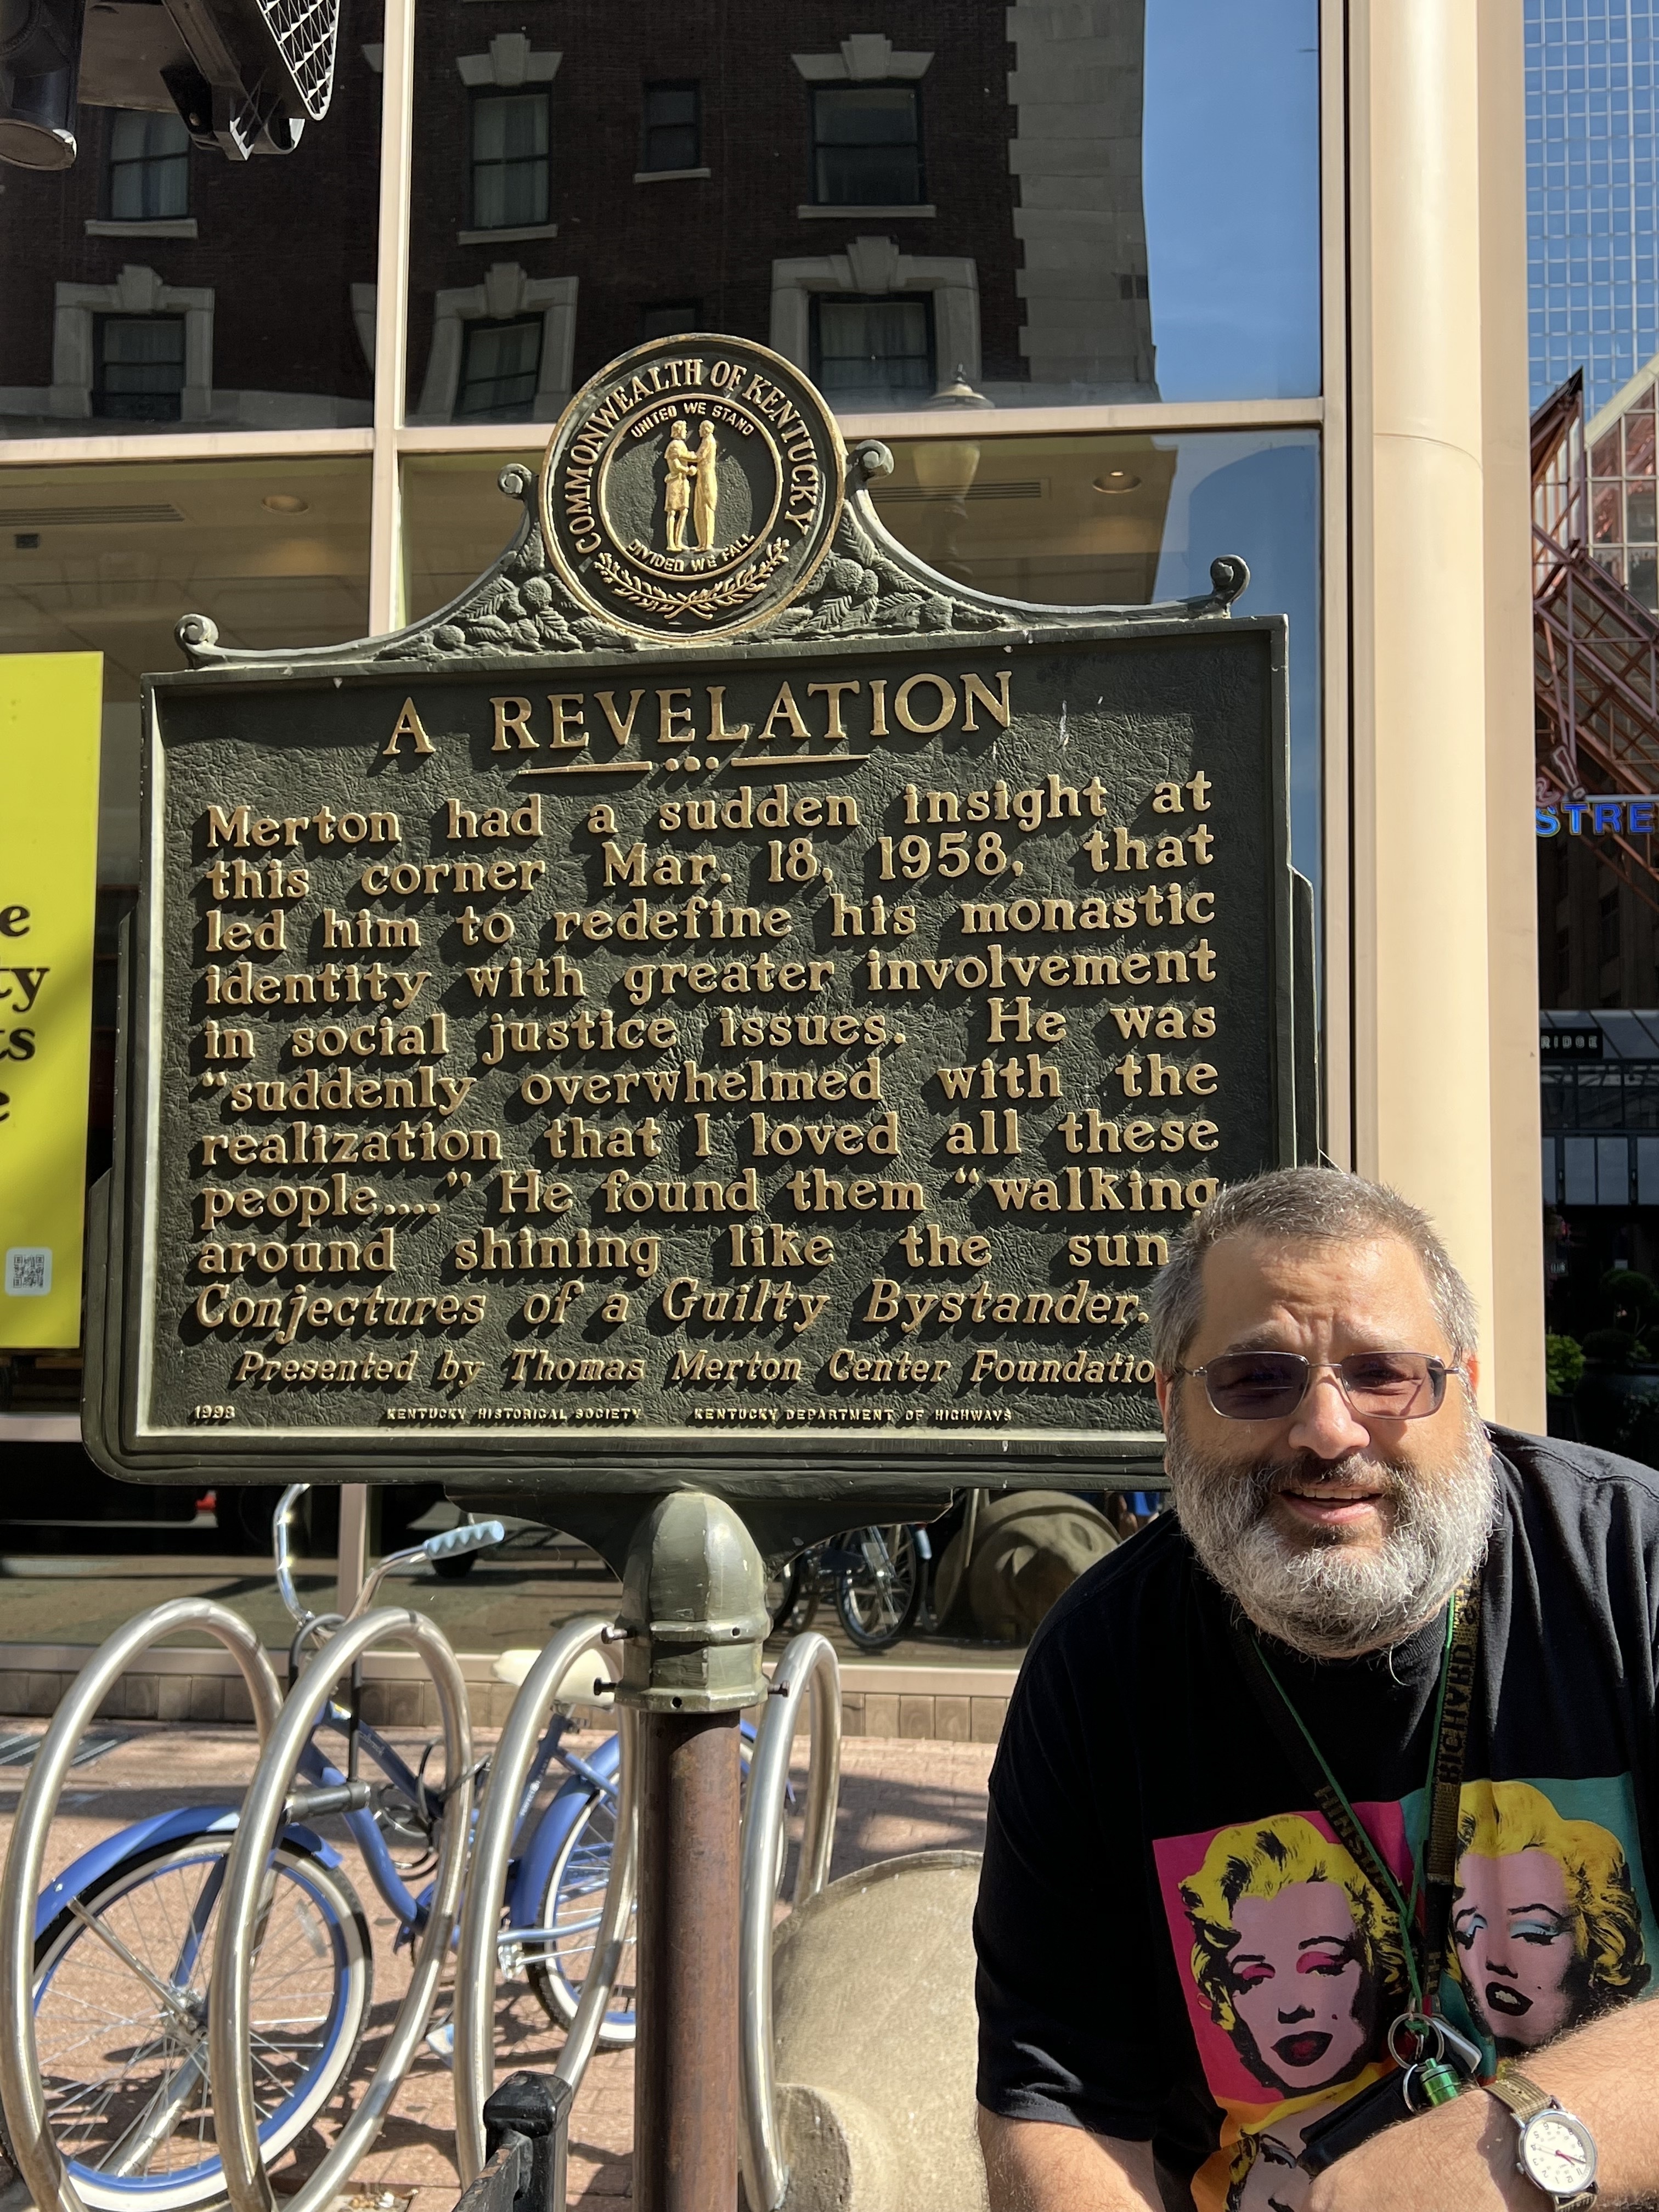 COMMONWEALTH OF KENTUCKY
UNITED WE STAND
DIVIDED WE FALL
A REVELATION
Merton had a sudden insight at
this corner Mar. 18, 1958, that
led him to redefine his monastic
identity with greater involvement
in social justice issues. He was
“suddenly overwhelmed with the
realization that I loved all these
people....” He found them “walking
around shining like the sun
Conjectures of a Guilty Bystander.
Presented by Thomas Merton Center Foundatio
1998 KENTUCKY HISTORICAL SOCIETY KENTUCKY DEPARTMENT OF HIGHWAYS
e
ty
ts
e
STRE
RIDGE